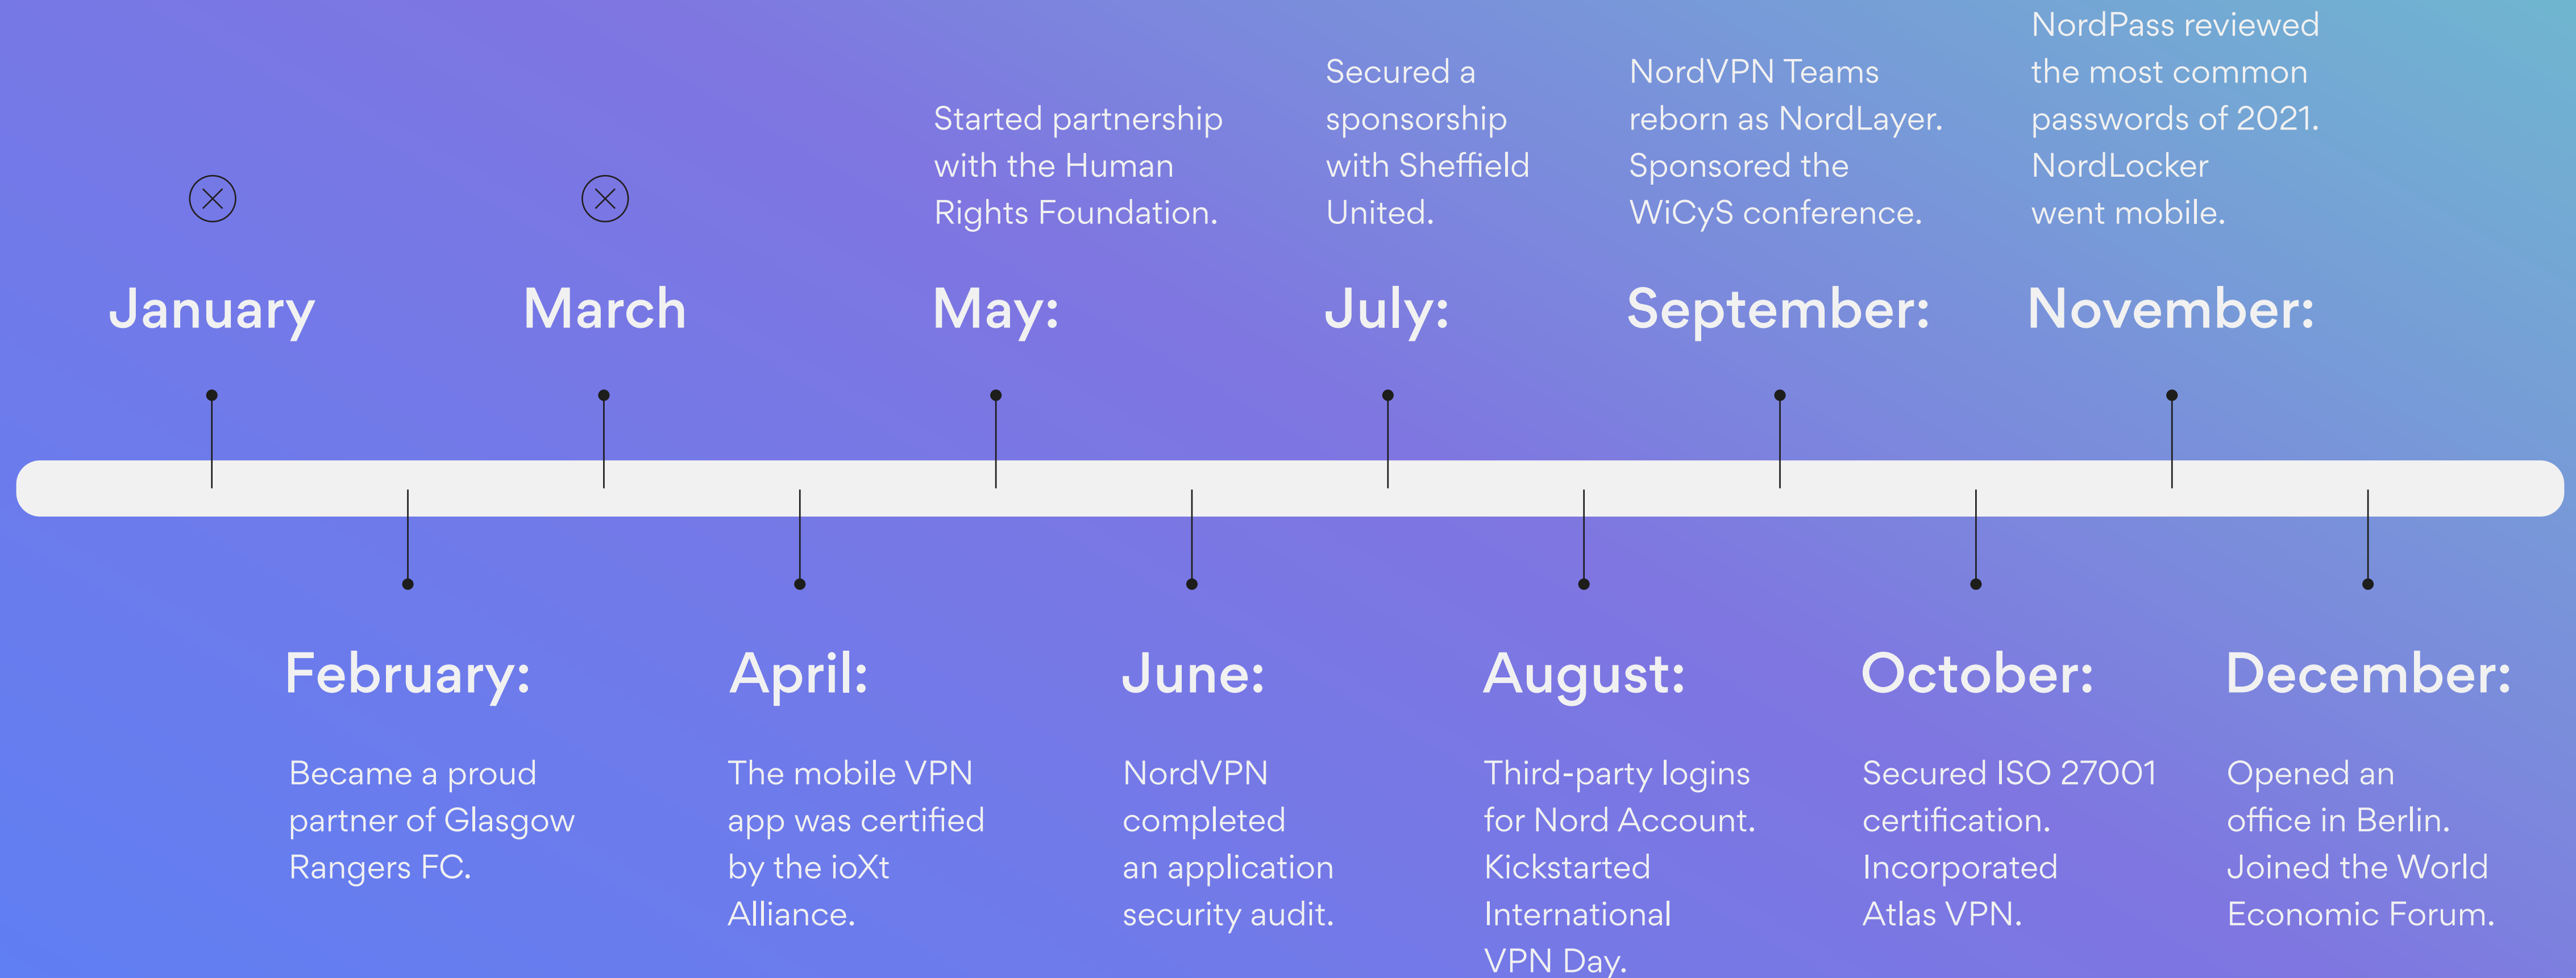 January
March
Started partnership
with the Human
Rights Foundation.
May:
Secured a
sponsorship
with Sheffield
United.
July:
NordVPN Teams
reborn as NordLayer.
Sponsored the
WiCyS conference.
September:
NordPass reviewed
the most common
passwords of 2021.
NordLocker
went mobile.
November:
February:
Became a proud
partner of Glasgow
Rangers FC.
April:
The mobile VPN
app was certified
by the ioXt
Alliance.
June:
NordVPN
completed
an application
security audit.
August:
Third-party logins
for Nord Account.
Kickstarted
International
VPN Day.
October:
Secured ISO 27001
certification.
Incorporated
Atlas VPN.
December:
Opened an
office in Berlin.
Joined the World
Economic Forum.